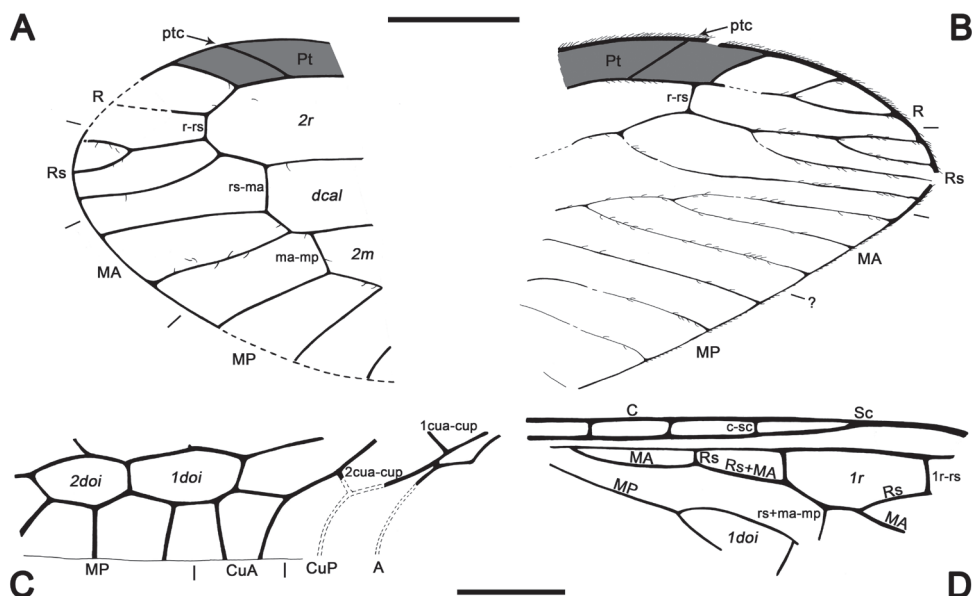 A
ptc
Pt
R
r-rs
2r
Rs
rs-ma
dcal
MA
ma-mp
2m
MP
B
ptc
Pt
r-rs
R
Rs
MA
?
MP
1cua-cup
2cua-cup
2doi
1doi
MP
CuA
CuP
A
C
C
Sc
c-sc
MA
Rs
Rs+MA
1r
1r-rs
MP
Rs
rs+ma-mp
MA
1doi
D